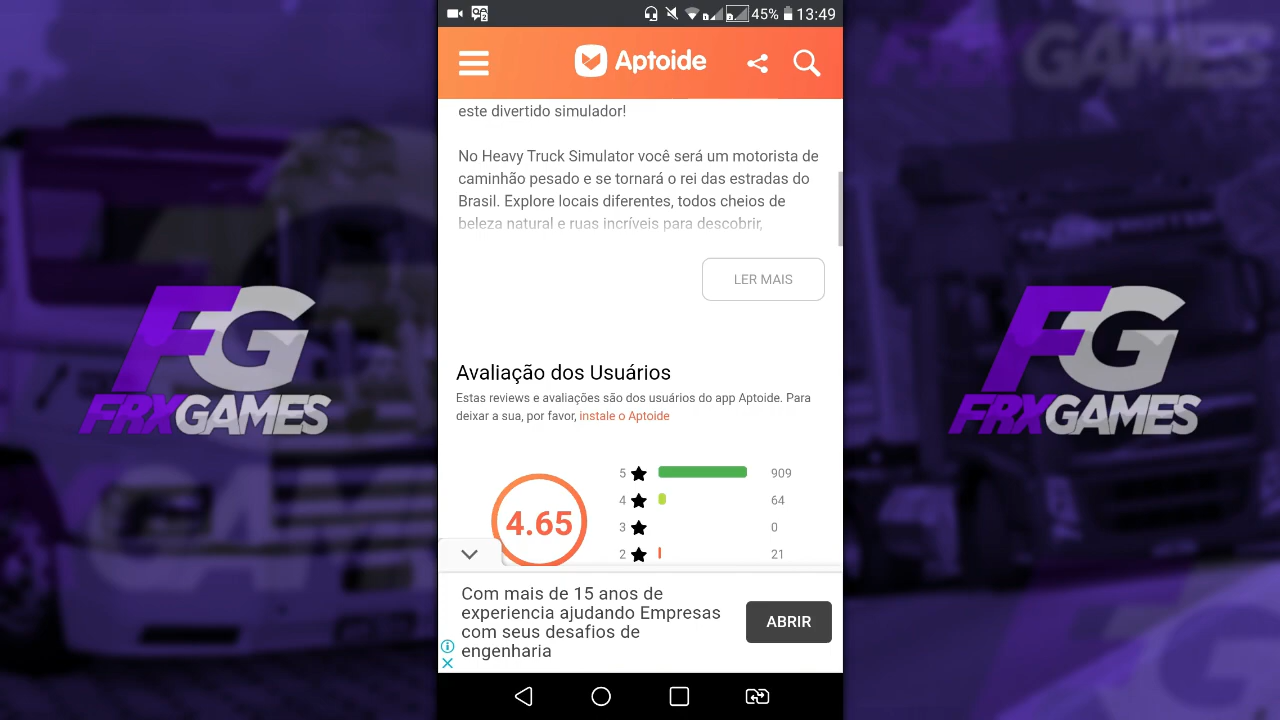 45% 13:49
GAMES
Aptoide
este divertido simulador!
No Heavy Truck Simulator você será um motorista de
caminhão pesado e se tornará o rei das estradas do
Brasil. Explore locais diferentes, todos cheios de
beleza natural e ruas incríveis para descobrir,
LER MAIS
FG
FRXGAMES
FG
FRXGAMES
Avaliação dos Usuários
Estas reviews e avaliações são dos usuários do app Aptoide. Para
deixar a sua, por favor, instale o Aptoide
4.65
5 909
4 64
3 0
2 21
Com mais de 15 anos de
experiencia ajudando Empresas
com seus desafios de
engenharia
ABRIR